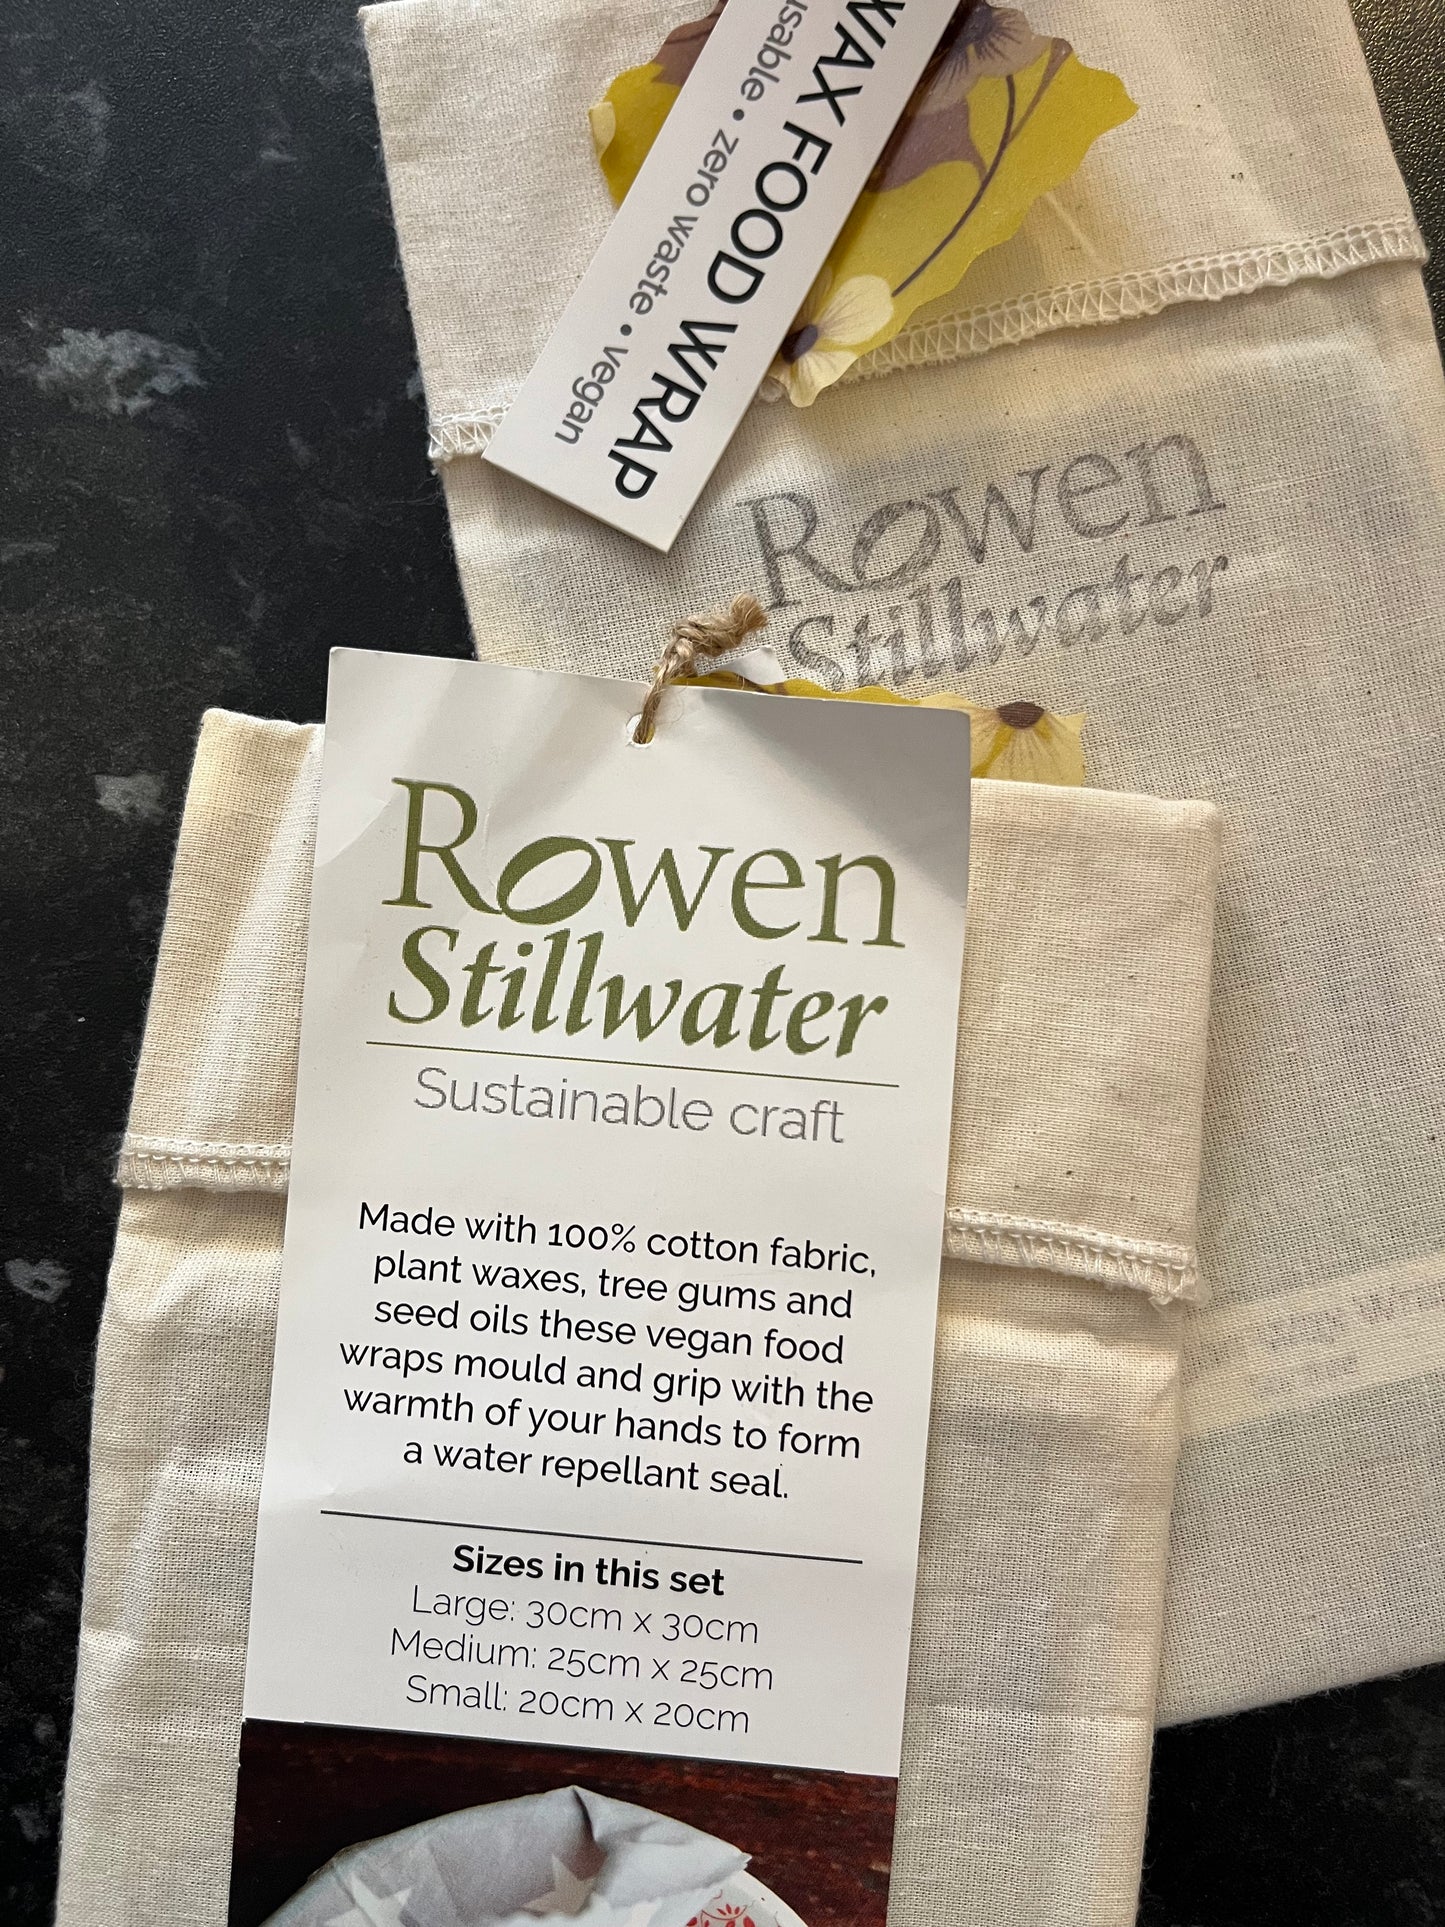 WAX FOOD WRAP
zero waste • vegan
Rowen
Stillwater
Rowen
Stillwater
Sustainable craft
Made with 100% cotton fabric,
plant waxes, tree gums and
seed oils these vegan food
wraps mould and grip with the
warmth of your hands to form
a water repellant seal.
Sizes in this set
Large: 30cm x 30cm
Medium: 25cm x 25cm
Small: 20cm x 20cm